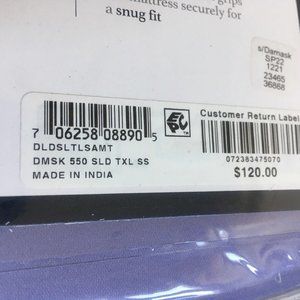 mattress securely for
a snug fit
s/Damask
SP22
1221
23465
36868
7 06258 08890 5
DLDSLTLSAMT
DMSK 550 SLD TXL SS
MADE IN INDIA
EPC
Customer Return Label
072383475070
$120.00